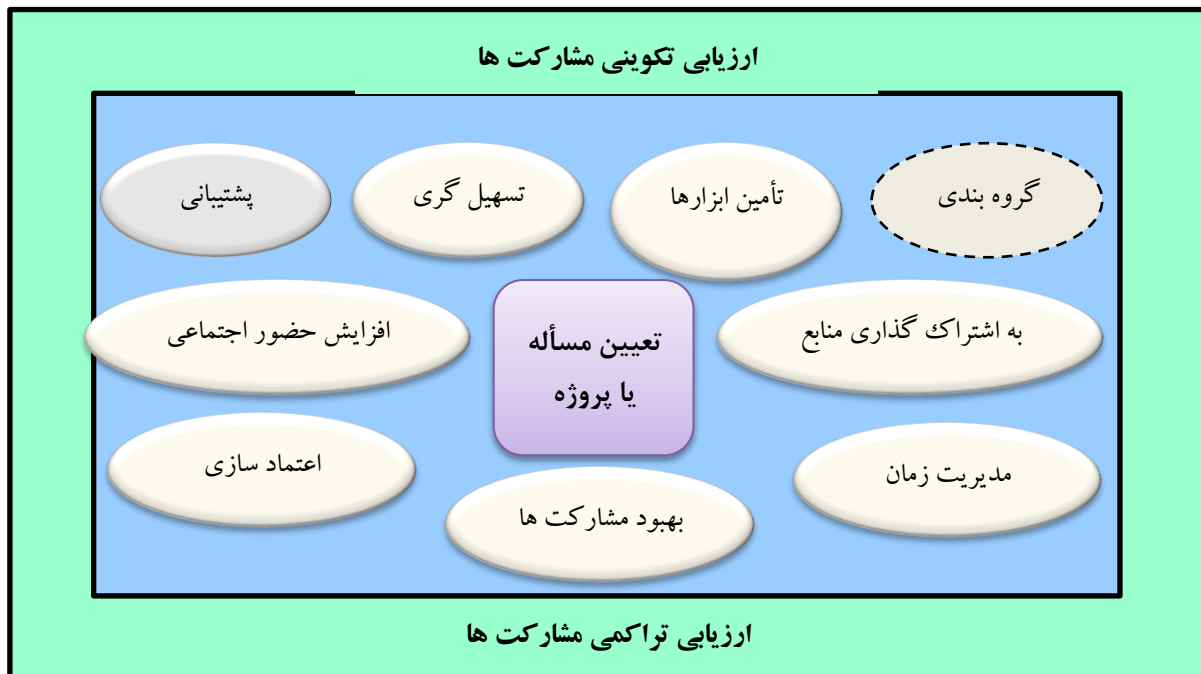 ارزیابی تکوینی مشارکت ها
گروه بندی
تأمین ابزارها
تسهیل گری
پشتیبانی
به اشتراک گذاری منابع
تعیین مسأله
یا پروژه
افزایش حضور اجتماعی
مدیریت زمان
بهبود مشارکت ها
اعتماد سازی
ارزیابی تراکمی مشارکت ها